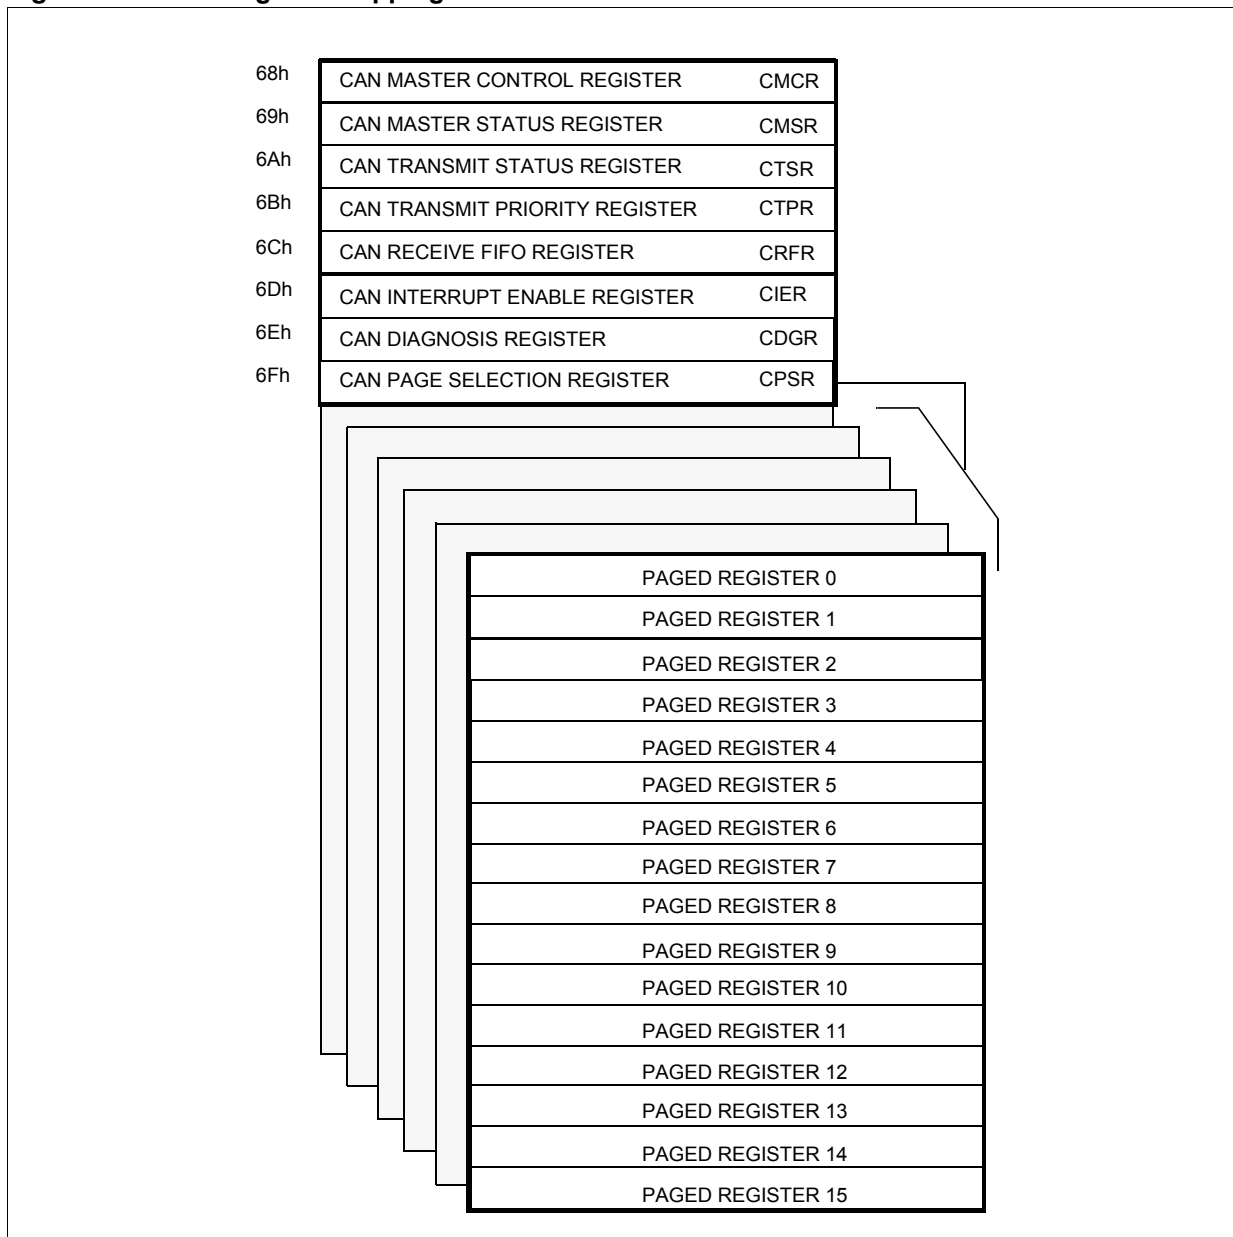 68h CAN MASTER CONTROL REGISTER CMCR
69h CAN MASTER STATUS REGISTER CMSR
6Ah CAN TRANSMIT STATUS REGISTER CTSR
6Bh CAN TRANSMIT PRIORITY REGISTER CTPR
6Ch CAN RECEIVE FIFO REGISTER CRFR
6Dh CAN INTERRUPT ENABLE REGISTER CIER
6Eh CAN DIAGNOSIS REGISTER CDGR
6Fh CAN PAGE SELECTION REGISTER CPSR
PAGED REGISTER 0
PAGED REGISTER 1
PAGED REGISTER 2
PAGED REGISTER 3
PAGED REGISTER 4
PAGED REGISTER 5
PAGED REGISTER 6
PAGED REGISTER 7
PAGED REGISTER 8
PAGED REGISTER 9
PAGED REGISTER 10
PAGED REGISTER 11
PAGED REGISTER 12
PAGED REGISTER 13
PAGED REGISTER 14
PAGED REGISTER 15